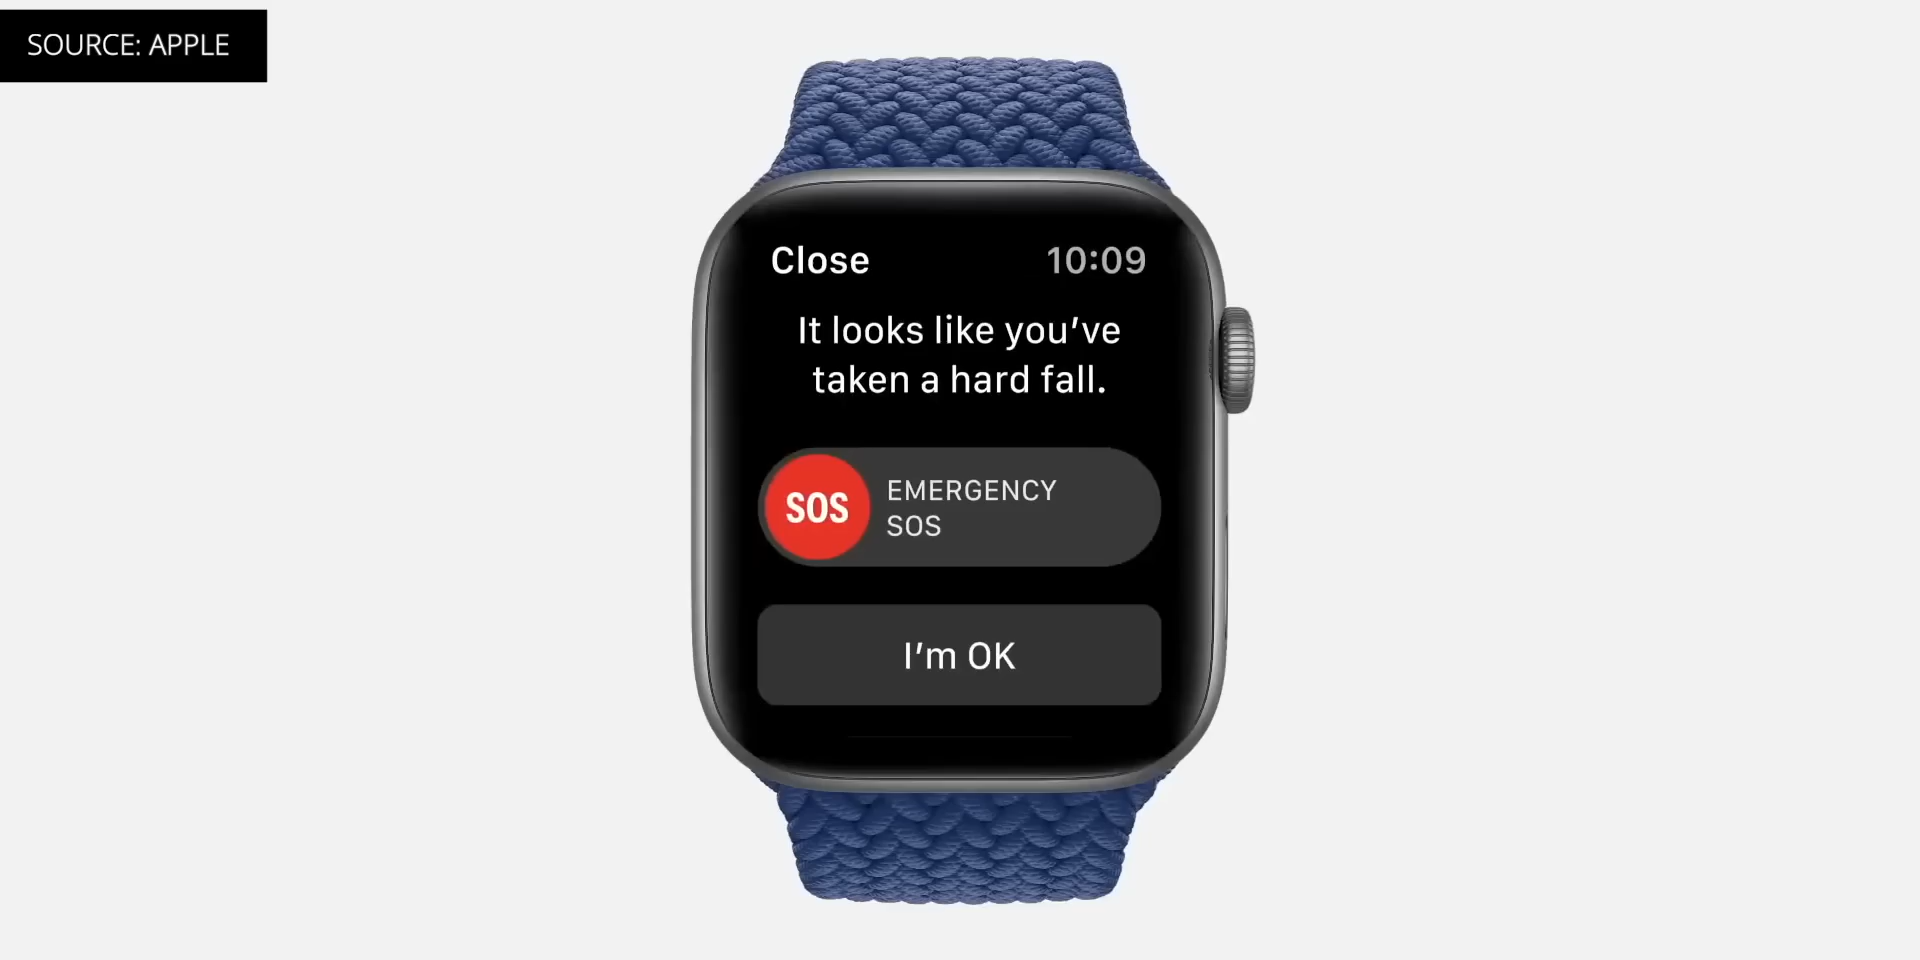 SOURCE: APPLE
Close 10:09
It looks like you’ve
taken a hard fall.
SOS
EMERGENCY
SOS
I’m OK